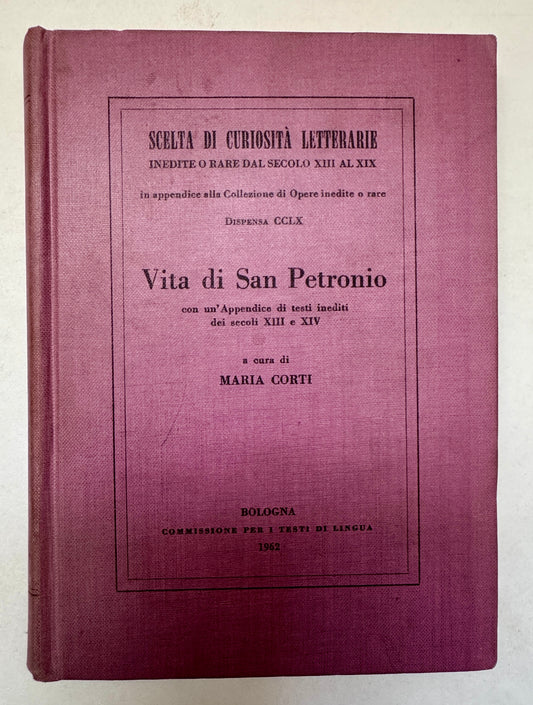 SCELTA DI CURIOSITÀ LETTERARIE
INEDITE O RARE DAL SECOLO XIII AL XIX
in appendice alla Collezione di Opere inedite o rare
DISPENSA CCLX
Vita di San Petronio
con un'Appendice di testi inediti
dei secoli XIII e XIV
a cura di
MARIA CORTI
BOLOGNA
COMMISSIONE PER I TESTI DI LINGUA
1962